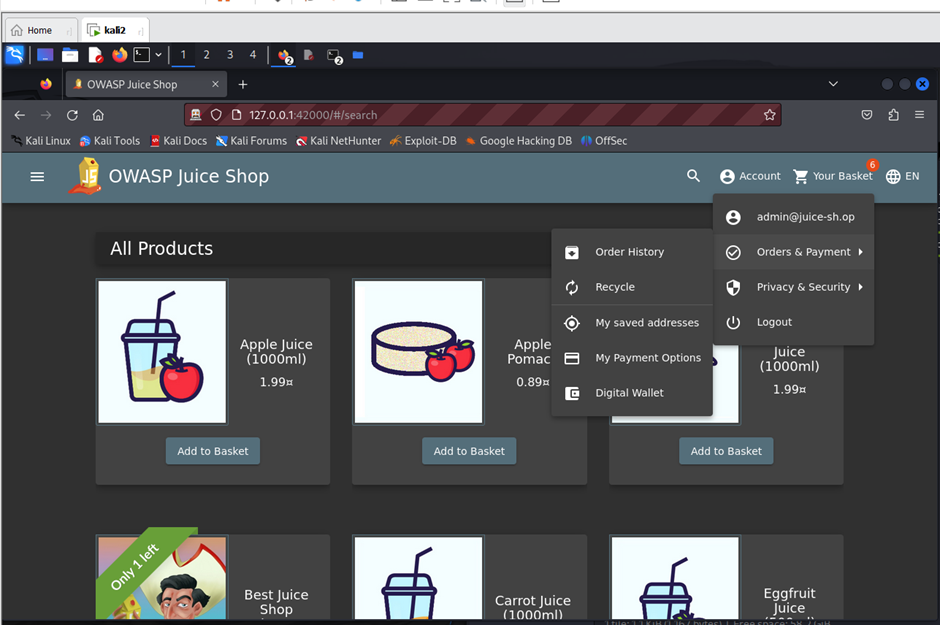 Home
kali2
1 2 3 4
2
2
OWASP Juice Shop
127.0.0.1:42000/#/search
Kali Linux Kali Tools Kali Docs Kali Forums Kali NetHunter Exploit-DB Google Hacking DB OffSec
JS
OWASP Juice Shop
Account
Your Basket
6
EN
admin@juice-sh.op
Orders & Payment
Privacy & Security
Logout
Order History
Recycle
My saved addresses
My Payment Options
Digital Wallet
All Products
Apple Juice
(1000ml)
1.99¤
Add to Basket
Apple
Pomac
0.89¤
Add to Basket
Juice
(1000ml)
1.99¤
Add to Basket
Only 1 left
Best Juice
Shop
Carrot Juice
(1000ml)
Eggfruit
Juice
(1000ml)